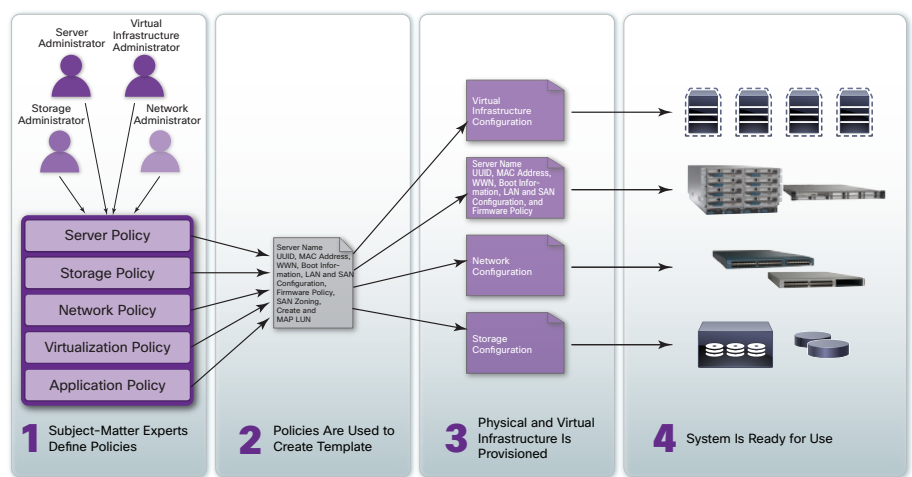 Server
Administrator
Virtual
Infrastructure
Administrator
Storage
Administrator
Network
Administrator
Server Policy
Storage Policy
Network Policy
Virtualization Policy
Application Policy
1 Subject-Matter Experts
Define Policies
Server Name
UUID, MAC Address,
WWN, Boot Infor-
mation, LAN and SAN
Configuration,
Firmware Policy,
SAN Zoning,
Create and
MAP LUN
2 Policies Are Used to
Create Template
Virtual
Infrastructure
Configuration
Server Name
UUID, MAC Address,
WWN, Boot Infor-
mation, LAN and SAN
Configuration, and
Firmware Policy
Network
Configuration
Storage
Configuration
3 Physical and Virtual
Infrastructure Is
Provisioned
4 System Is Ready for Use